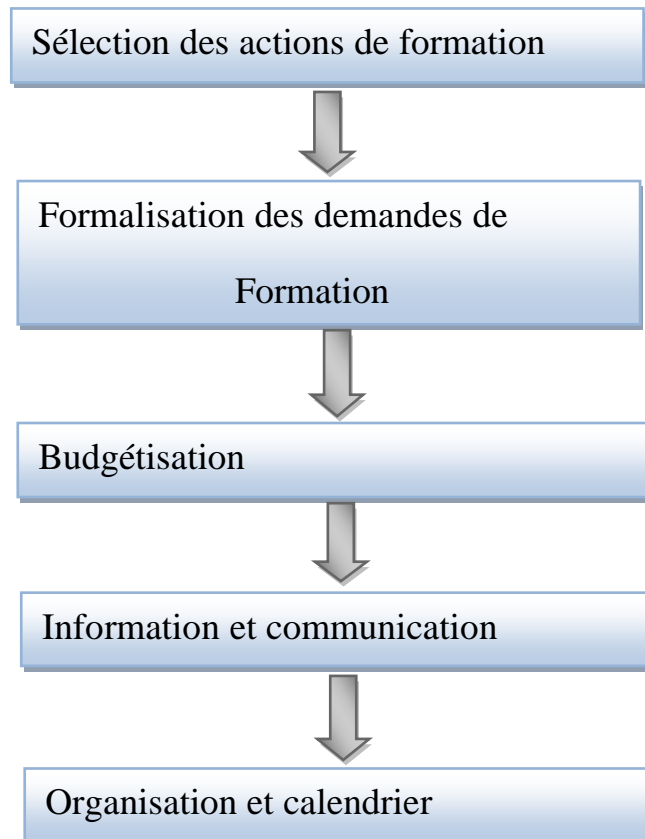 Sélection des actions de formation
Formalisation des demandes de
Formation
Budgétisation
Information et communication
Organisation et calendrier